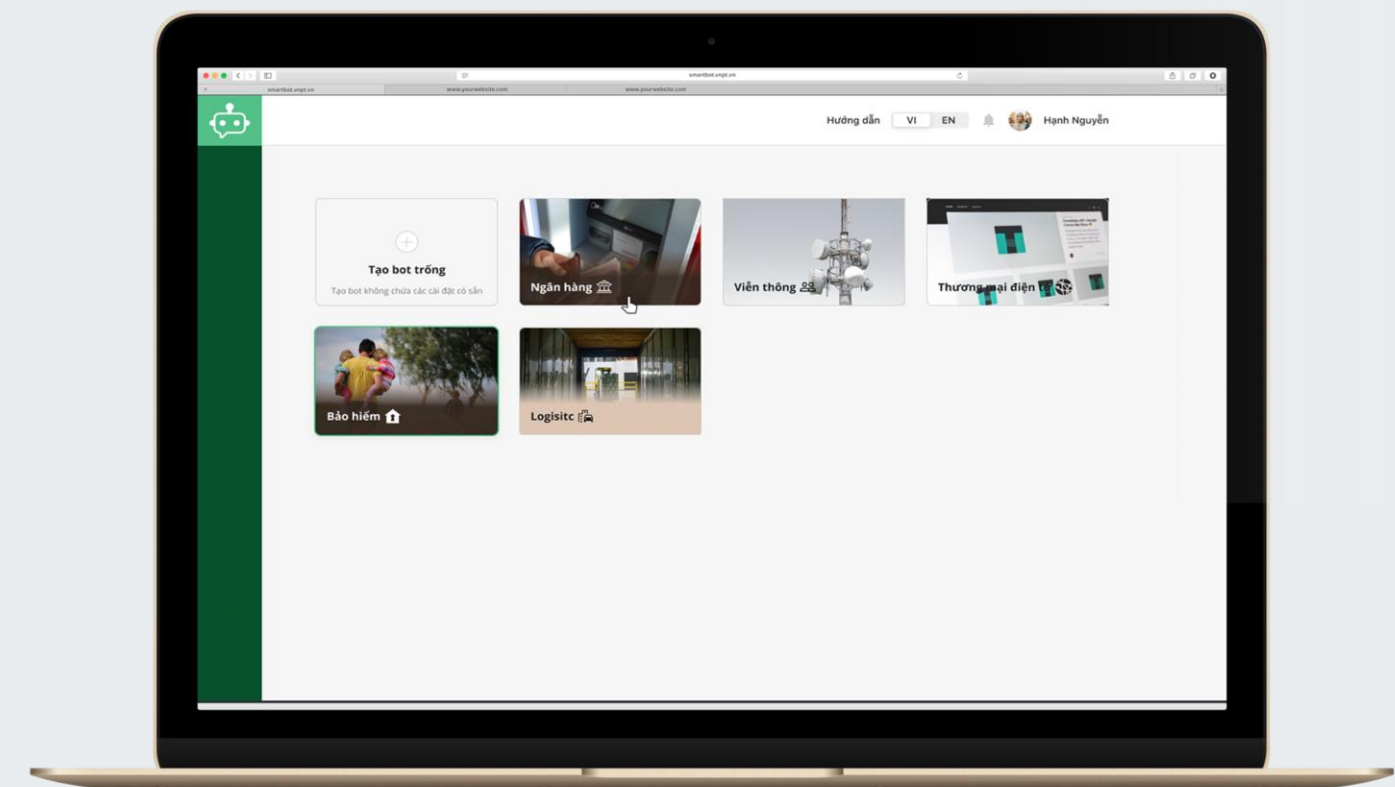 smartbot.vnpt.vn
smartbot.vnpt.vn
www.yourwebsite.com
www.yourwebsite.com
Hướng dẫn
VI
EN
Hạnh Nguyễn
Tạo bot trống
Tạo bot không chứa các cài đặt có sẵn
Ngân hàng
Viễn thông
Thương mại điện tử
Bảo hiểm
Logisitc